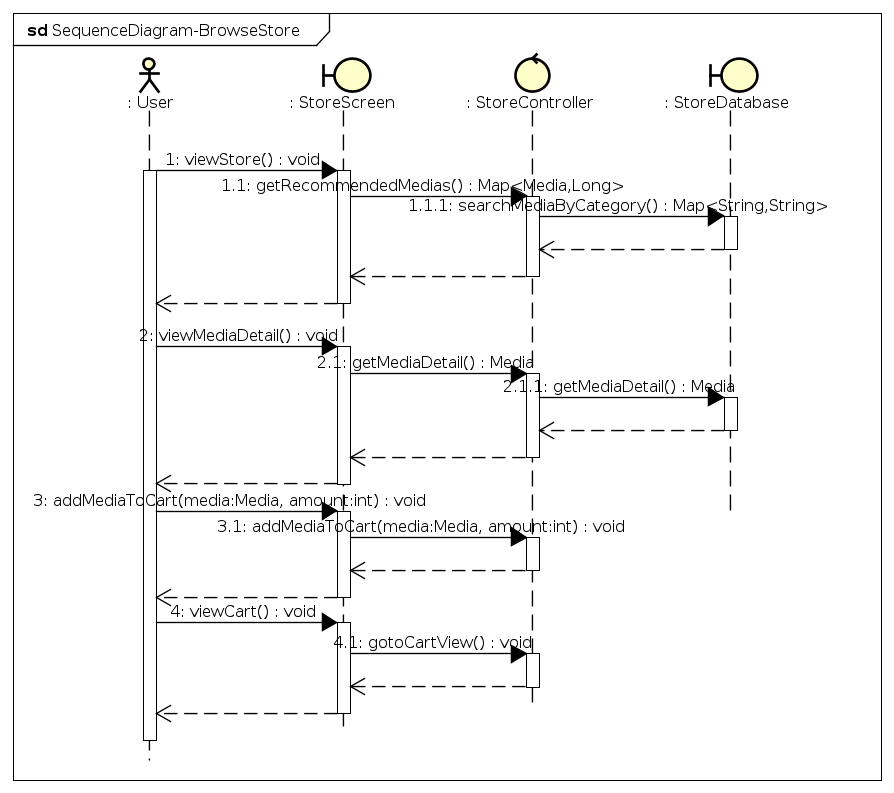 sd SequenceDiagram-BrowseStore
: User
: StoreScreen
: StoreController
: StoreDatabase
1: viewStore() : void
1.1: getRecommendedMedias() : Map<Media,Long>
1.1.1: searchMediaByCategory() : Map<String,String>
2: viewMediaDetail() : void
2.1: getMediaDetail() : Media
2.1.1: getMediaDetail() : Media
3: addMediaToCart(media:Media, amount:int) : void
3.1: addMediaToCart(media:Media, amount:int) : void
4: viewCart() : void
4.1: gotoCartView() : void